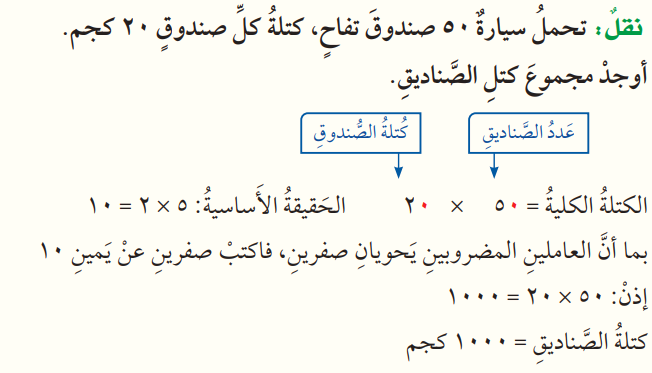 نقلٌ: تحملُ سيارةٌ ٥٠ صندوقَ تفاحٍ، كتلةُ كلِّ صندوقٍ ٢٠ كجم.
أوجدْ مجموعَ كتلِ الصَّناديقِ.
عَددُ الصَّناديقِ كُتلةُ الصُّندوقِ
الكتلةُ الكليةُ = ٥٠ × ٢٠ الحَقيقةُ الأَساسيةُ: ٥ × ٢ = ١٠
بما أنَّ العاملينِ المضروبينِ يَحويانِ صفرينِ، فاكتبْ صفرينِ عنْ يَمينِ ١٠
إذنْ: ٥٠ × ٢٠ = ١٠٠٠
كتلةُ الصَّناديقِ = ١٠٠٠ كجم